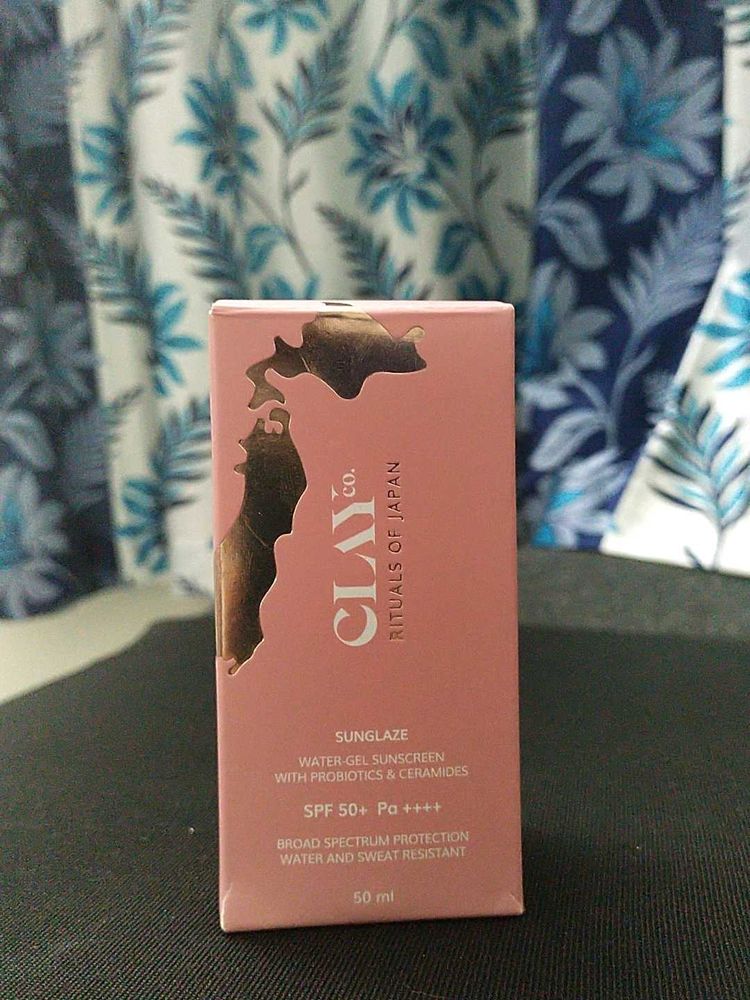 CLAY co.
RITUALS OF JAPAN
SUNGLAZE
WATER-GEL SUNSCREEN
WITH PROBIOTICS & CERAMIDES
SPF 50+ Pa ++++
BROAD SPECTRUM PROTECTION
WATER AND SWEAT RESISTANT
50 ml